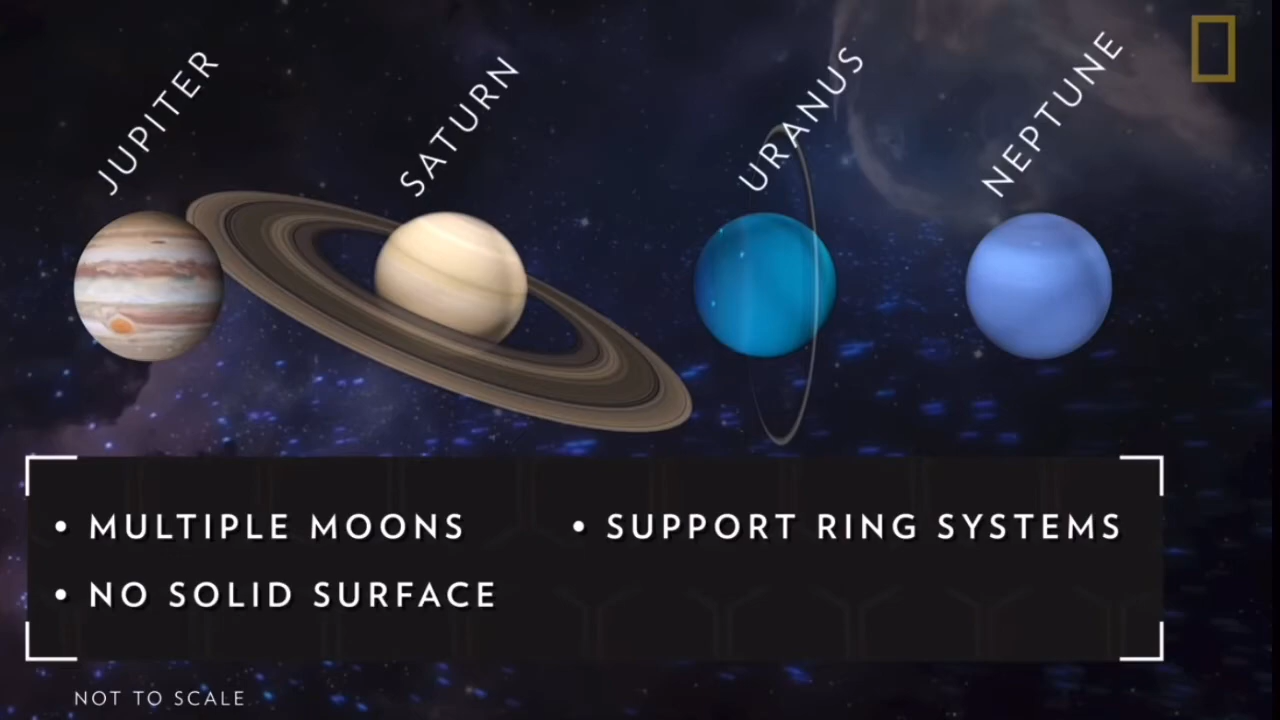 JUPITER
SATURN
URANUS
NEPTUNE
• MULTIPLE MOONS
• SUPPORT RING SYSTEMS
• NO SOLID SURFACE
NOT TO SCALE